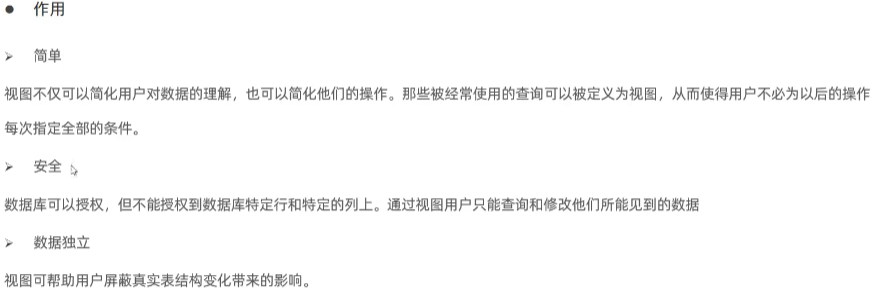 作用
简单
视图不仅可以简化用户对数据的理解，也可以简化他们的操作。那些被经常使用的查询可以被定义为视图，从而使得用户不必为以后的操作
每次指定全部的条件。
安全
数据库可以授权，但不能授权到数据库特定行和特定的列上。通过视图用户只能查询和修改他们所能见到的数据
数据独立
视图可帮助用户屏蔽真实表结构变化带来的影响。